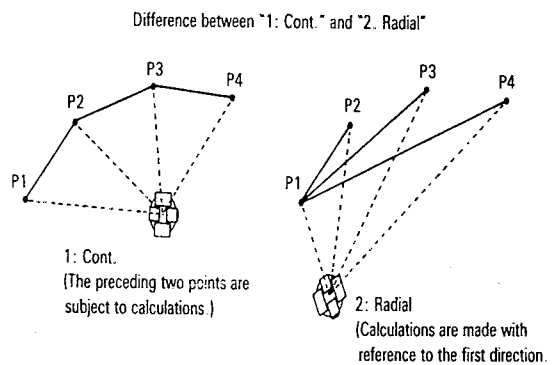 Difference between "1: Cont." and "2. Radial"
P3
P2
P4
P1
P3
P4
P2
P1
1: Cont.
(The preceding two points are
subject to calculations.)
2: Radial
(Calculations are made with
reference to the first direction.